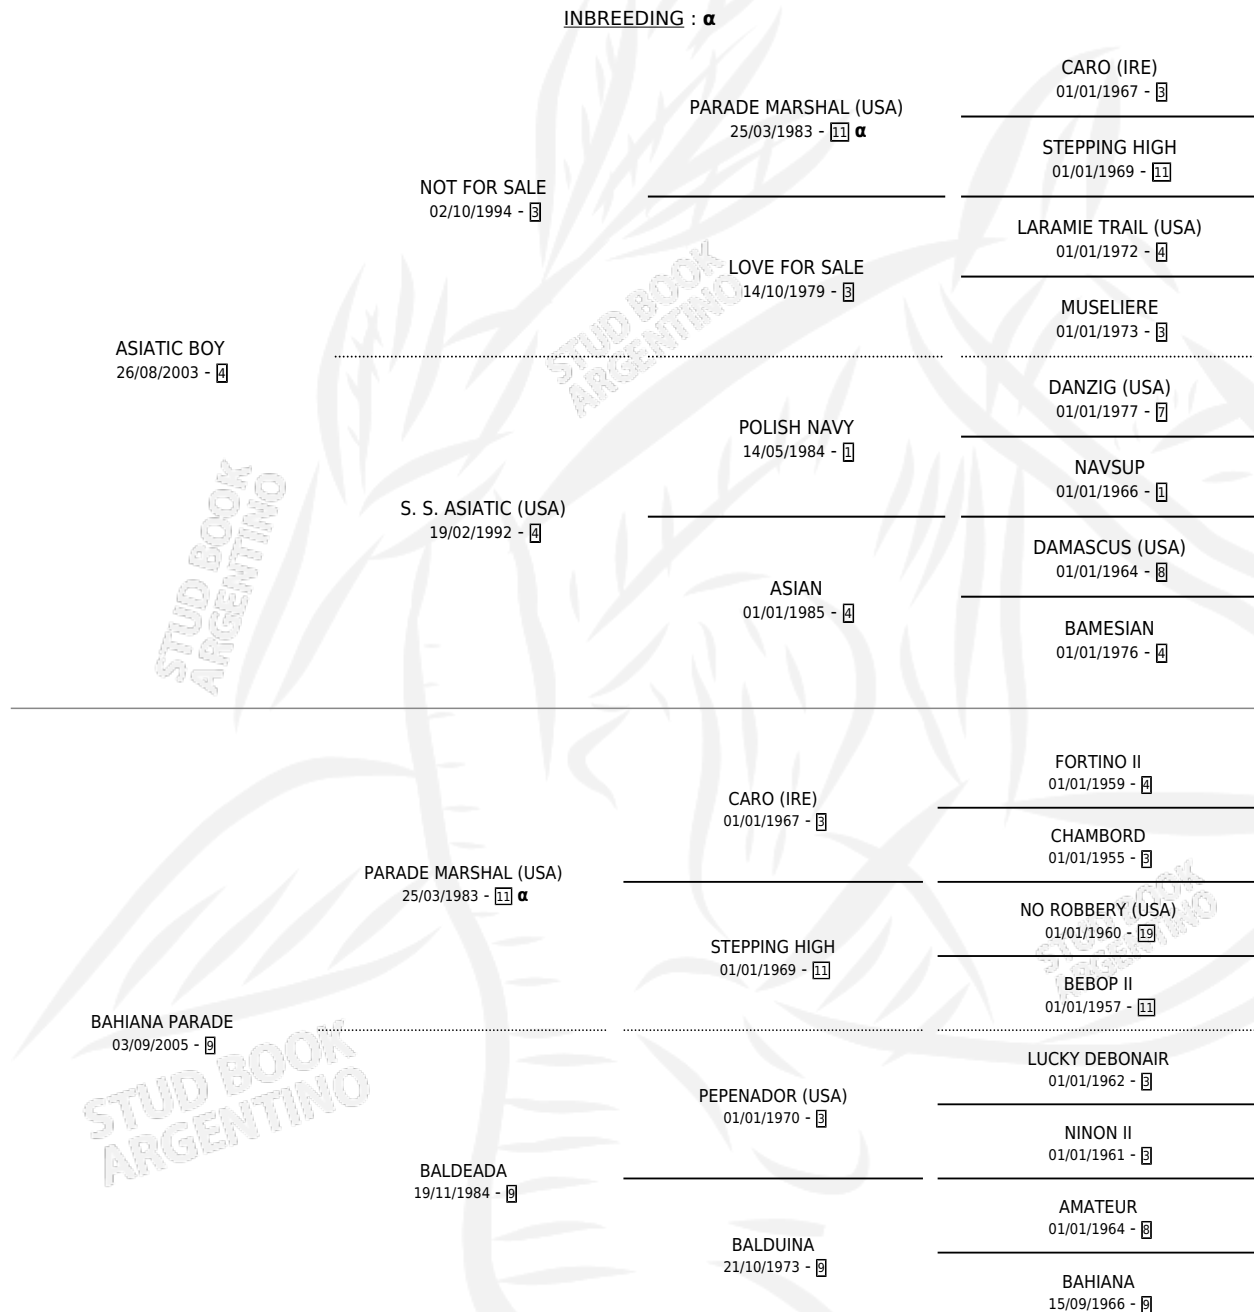 INBREEDING : α
CARO (IRE)
01/01/1967 - 3
PARADE MARSHAL (USA)
25/03/1983 - 11 α
STEPPING HIGH
01/01/1969 - 11
NOT FOR SALE
02/10/1994 - 3
LARAMIE TRAIL (USA)
01/01/1972 - 4
LOVE FOR SALE
14/10/1979 - 3
MUSELIERE
01/01/1973 - 3
ASIATIC BOY
26/08/2003 - 4
DANZIG (USA)
01/01/1977 - 7
POLISH NAVY
14/05/1984 - 1
NAVSUP
01/01/1966 - 1
S. S. ASIATIC (USA)
19/02/1992 - 4
DAMASCUS (USA)
01/01/1964 - 8
ASIAN
01/01/1985 - 4
BAMESIAN
01/01/1976 - 4
STUD BOOK
ARGENTINO
STUD BOOK
ARGENTINO
FORTINO II
01/01/1959 - 4
CARO (IRE)
01/01/1967 - 3
CHAMBORD
01/01/1955 - 3
PARADE MARSHAL (USA)
25/03/1983 - 11 α
NO ROBBERY (USA)
01/01/1960 - 19
STEPPING HIGH
01/01/1969 - 11
BEBOP II
01/01/1957 - 11
BAHIANA PARADE
03/09/2005 - 9
LUCKY DEBONAIR
01/01/1962 - 3
PEPENADOR (USA)
01/01/1970 - 3
NINON II
01/01/1961 - 3
BALDEADA
19/11/1984 - 9
AMATEUR
01/01/1964 - 8
BALDUINA
21/10/1973 - 9
BAHIANA
15/09/1966 - 9
STUD BOOK
ARGENTINO
STUD BOOK
ARGENTINO